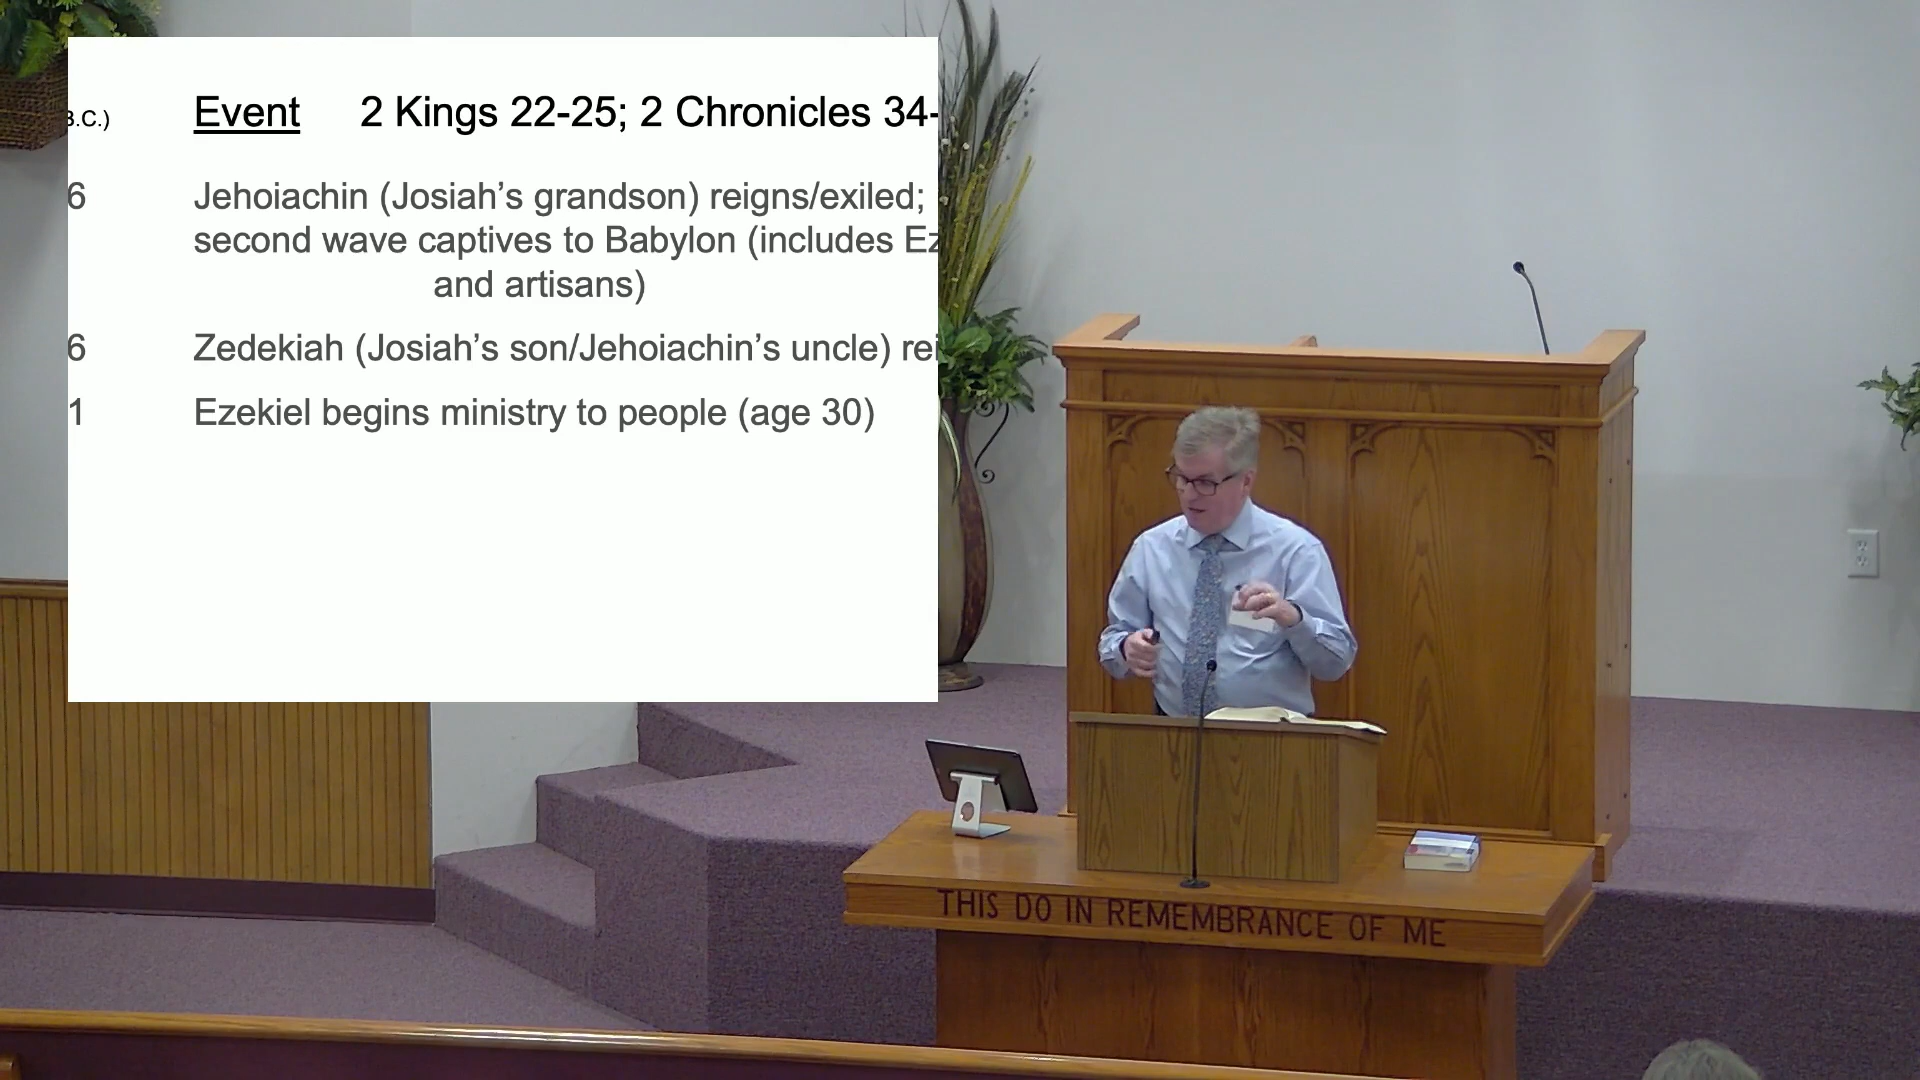 B.C.) Event 2 Kings 22-25; 2 Chronicles 34-
6 Jehoiachin (Josiah’s grandson) reigns/exiled;
second wave captives to Babylon (includes Ez
and artisans)
6 Zedekiah (Josiah’s son/Jehoiachin’s uncle) rei
1 Ezekiel begins ministry to people (age 30)
THIS DO IN REMEMBRANCE OF ME